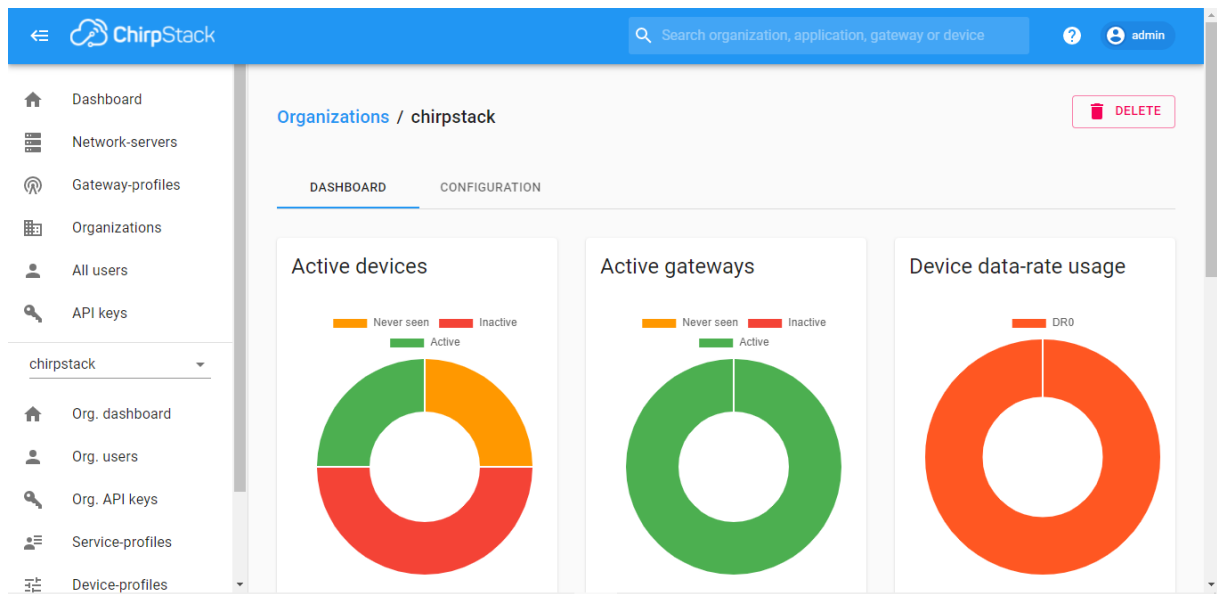 ChirpStack
Search organization, application, gateway or device
? admin
Dashboard
Network-servers
Gateway-profiles
Organizations
All users
API keys
chirpstack
Org. dashboard
Org. users
Org. API keys
Service-profiles
Device-profiles
Organizations / chirpstack
DELETE
DASHBOARD CONFIGURATION
Active devices
Never seen Inactive
Active
Active gateways
Never seen Inactive
Active
Device data-rate usage
DR0